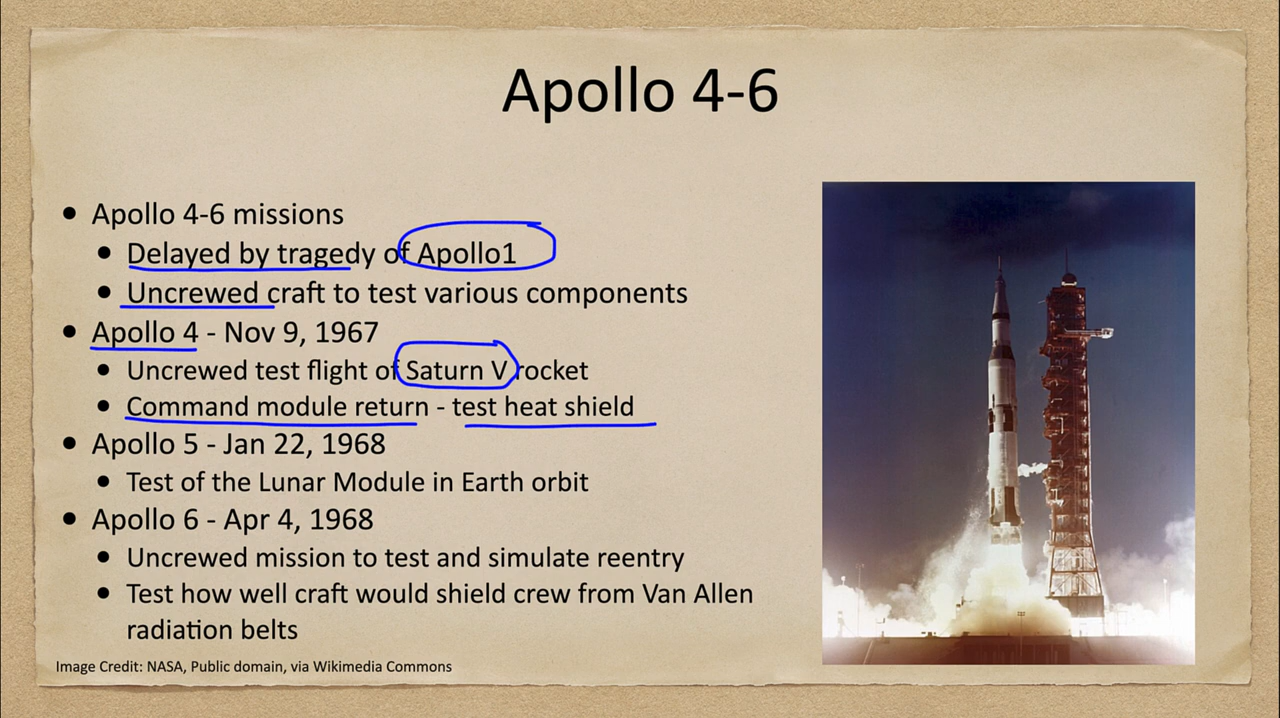 Apollo 4-6
• Apollo 4-6 missions
• Delayed by tragedy of Apollo1
• Uncrewed craft to test various components
• Apollo 4 - Nov 9, 1967
• Uncrewed test flight of Saturn V rocket
• Command module return - test heat shield
• Apollo 5 - Jan 22, 1968
• Test of the Lunar Module in Earth orbit
• Apollo 6 - Apr 4, 1968
• Uncrewed mission to test and simulate reentry
• Test how well craft would shield crew from Van Allen
radiation belts
Image Credit: NASA, Public domain, via Wikimedia Commons